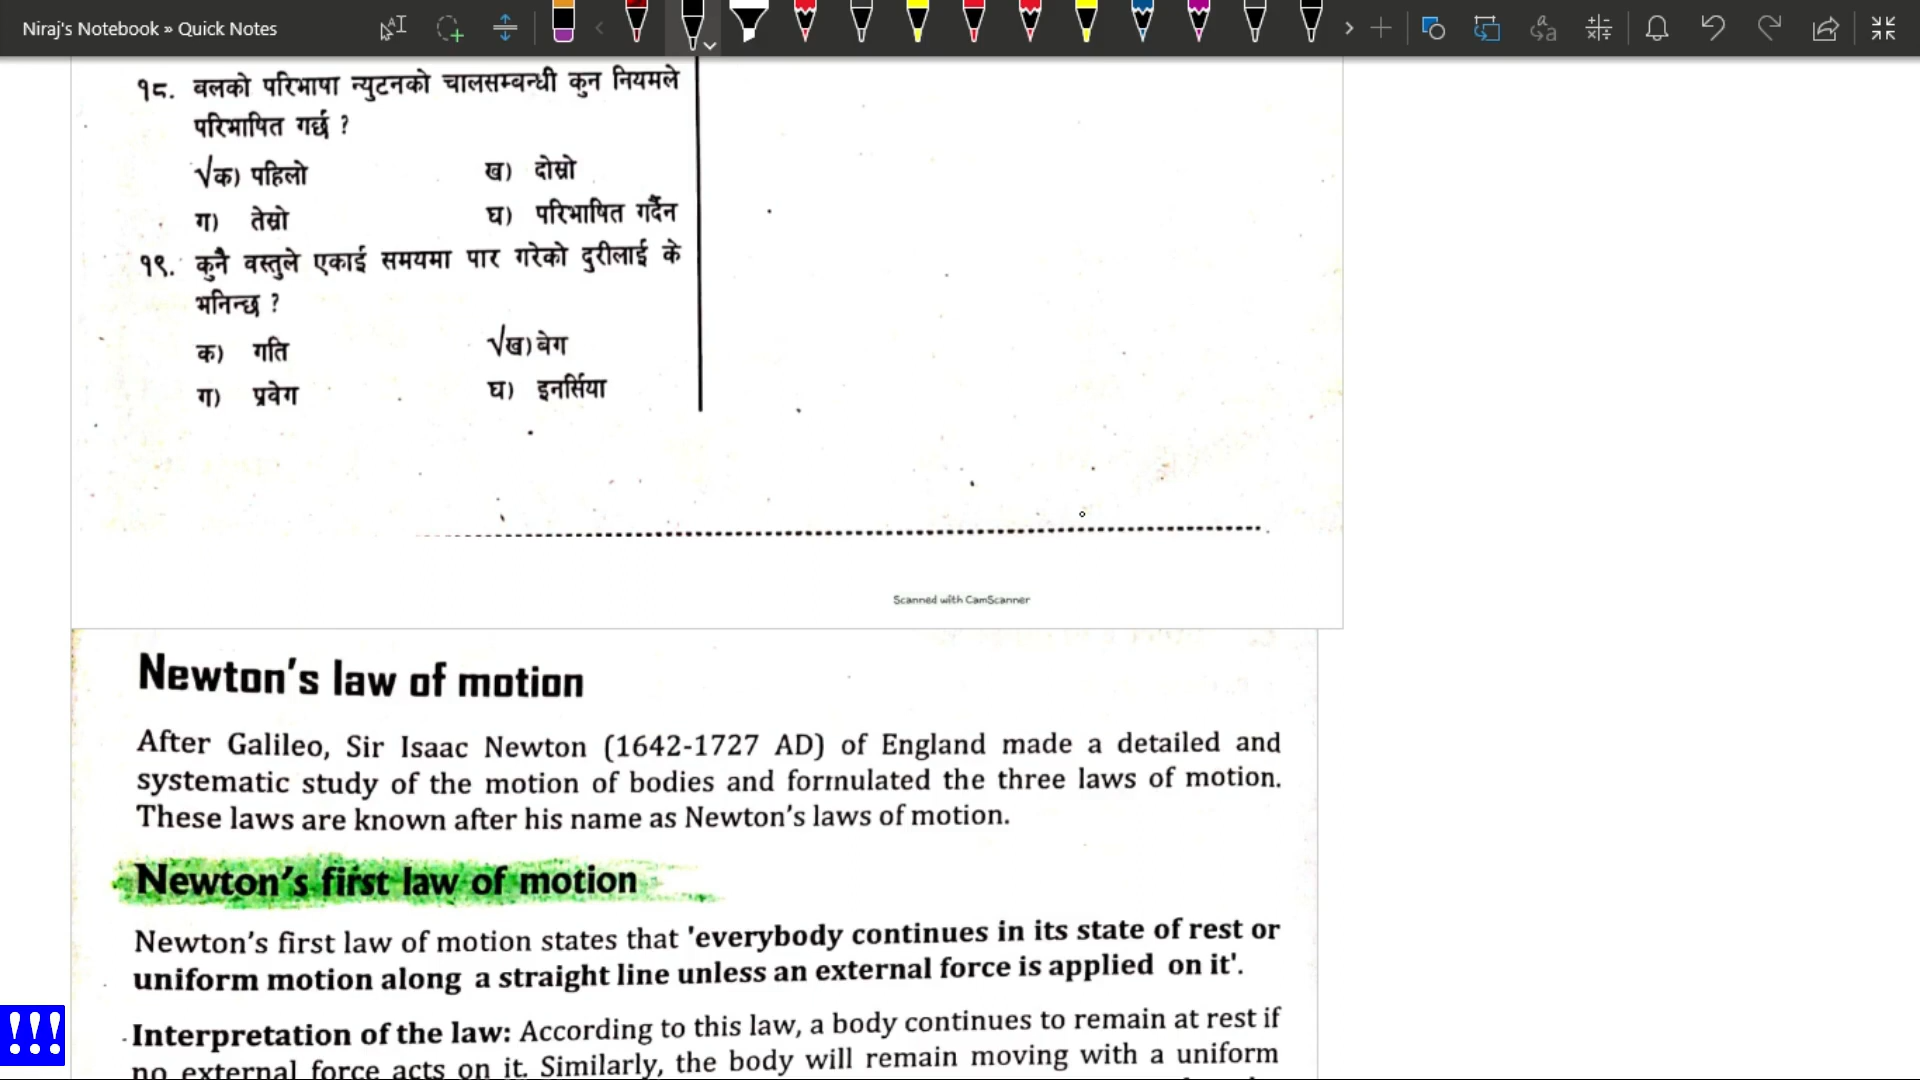 Niraj's Notebook » Quick Notes
१८. बलको परिभाषा न्युटनको चालसम्बन्धी कुन नियमले
परिभाषित गर्छ ?
√क) पहिलो ख) दोस्रो
ग) तेस्रो घ) परिभाषित गर्दैन
१९. कुनै वस्तुले एकाई समयमा पार गरेको दुरीलाई के
भनिन्छ ?
क) गति √ख) बेग
ग) प्रवेग घ) इनर्सिया
Scanned with CamScanner
Newton's law of motion
After Galileo, Sir Isaac Newton (1642-1727 AD) of England made a detailed and
systematic study of the motion of bodies and formulated the three laws of motion.
These laws are known after his name as Newton's laws of motion.
Newton's first law of motion
Newton's first law of motion states that 'everybody continues in its state of rest or
uniform motion along a straight line unless an external force is applied on it'.
Interpretation of the law: According to this law, a body continues to remain at rest if
no external force acts on it. Similarly, the body will remain moving with a uniform
!!!